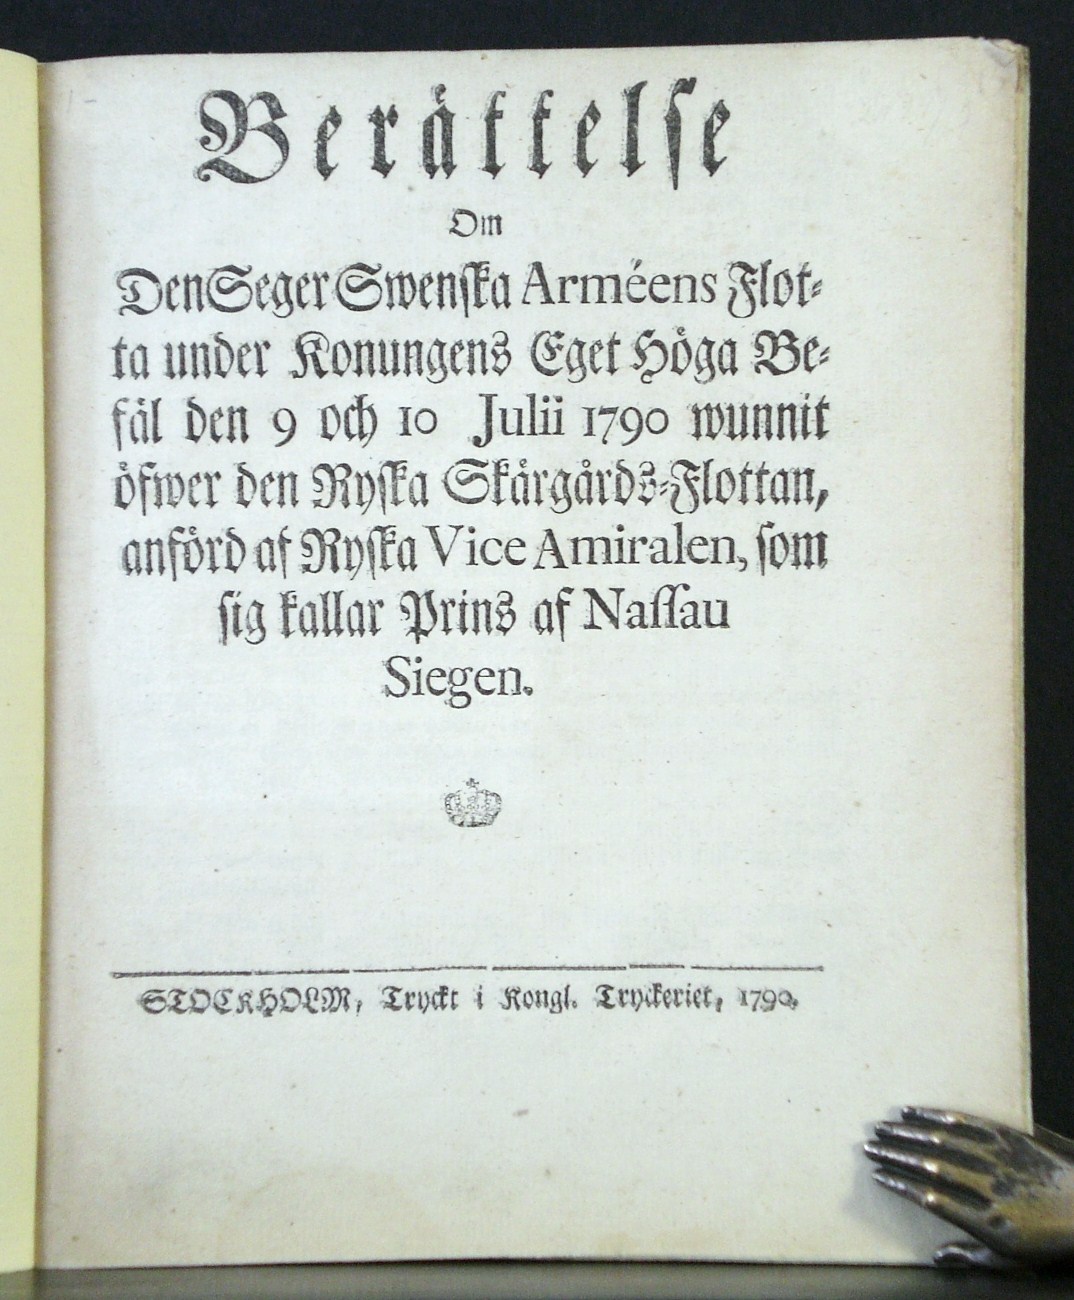 Berättelse
Om
Den Seger Swenska Arméens Flot-
ta under Konungens Eget Höga Be-
fäl den 9 och 10 Julii 1790 wunnit
öfwer den Ryska Skärgårds-Flottan,
anförd af Ryska Vice Amiralen, som
sig kallar Prins af Nassau
Siegen.
STOCKHOLM, Tryckt i Kongl. Tryckeriet, 1790.